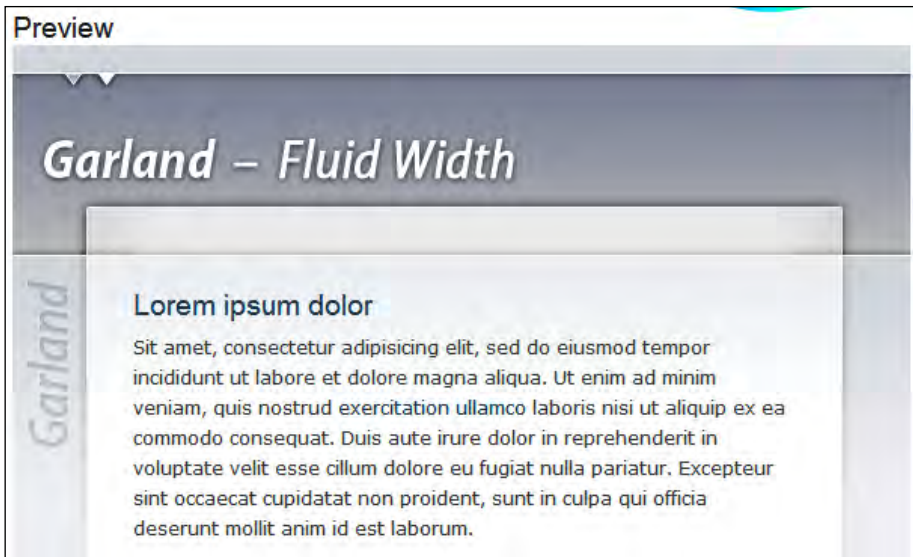 Preview
Garland – Fluid Width
Garland
Lorem ipsum dolor
Sit amet, consectetur adipisicing elit, sed do eiusmod tempor
incididunt ut labore et dolore magna aliqua. Ut enim ad minim
veniam, quis nostrud exercitation ullamco laboris nisi ut aliquip ex ea
commodo consequat. Duis aute irure dolor in reprehenderit in
voluptate velit esse cillum dolore eu fugiat nulla pariatur. Excepteur
sint occaecat cupidatat non proident, sunt in culpa qui officia
deserunt mollit anim id est laborum.